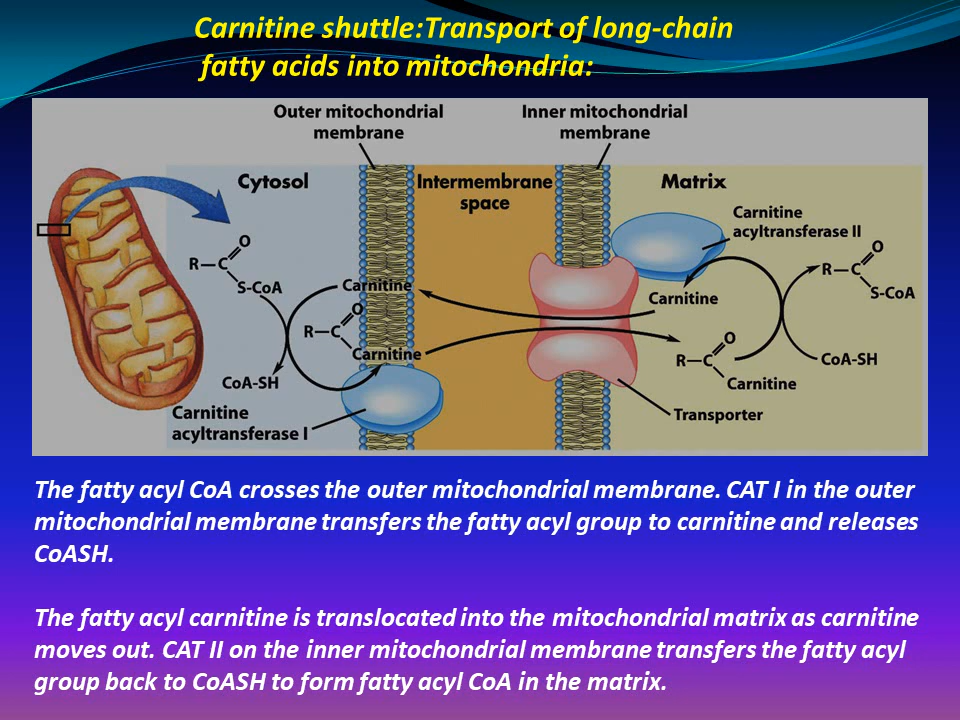 Carnitine shuttle:Transport of long-chain
fatty acids into mitochondria:
Outer mitochondrial
membrane
Inner mitochondrial
membrane
Cytosol
Intermembrane
space
Matrix
Carnitine
acyltransferase II
O
R—C
S-CoA
Carnitine
O
R—C
Carnitine
CoA-SH
Carnitine
acyltransferase I
Carnitine
O
R—C
Carnitine
O
R—C
S-CoA
CoA-SH
Transporter
The fatty acyl CoA crosses the outer mitochondrial membrane. CAT I in the outer
mitochondrial membrane transfers the fatty acyl group to carnitine and releases
CoASH.
The fatty acyl carnitine is translocated into the mitochondrial matrix as carnitine
moves out. CAT II on the inner mitochondrial membrane transfers the fatty acyl
group back to CoASH to form fatty acyl CoA in the matrix.